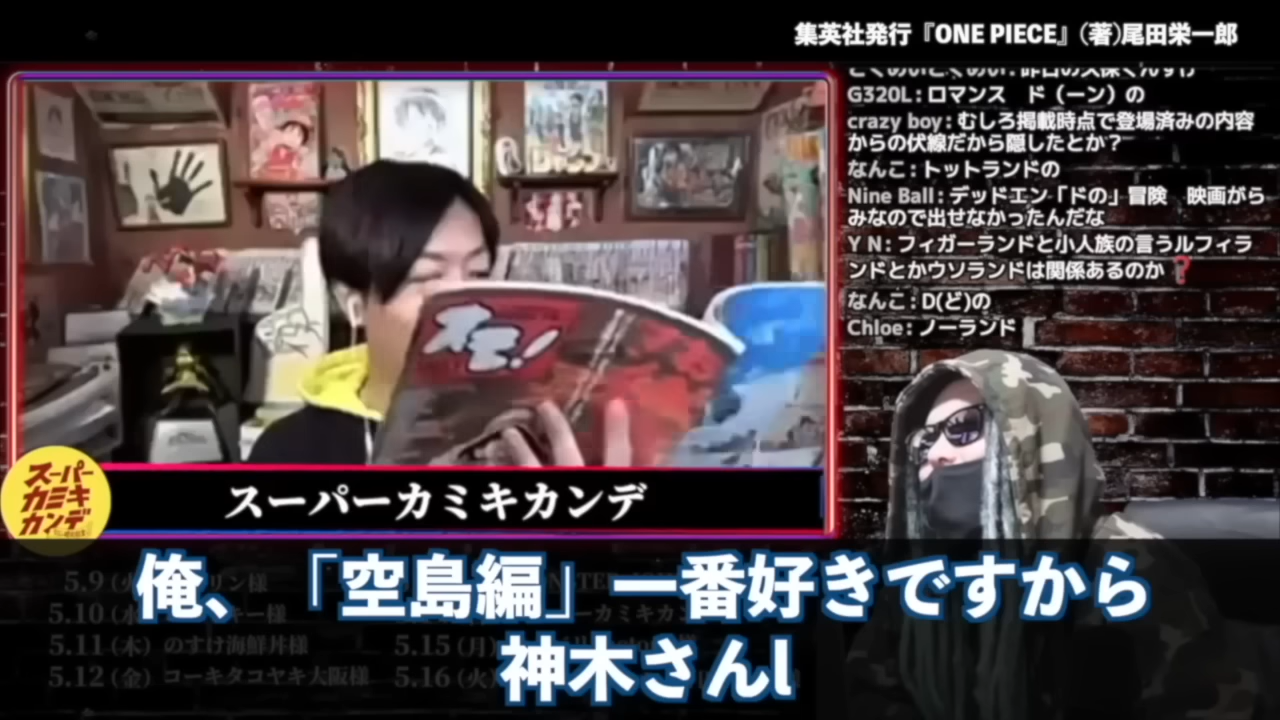 集英社発行『ONE PIECE』（著）尾田栄一郎
G320L：ロマンス　ド（ーン）の
crazy boy：むしろ掲載時点で登場済みの内容
からの伏線だから隠したとか？
なんこ：トットランドの
Nine Ball：デッドエン「ドの」冒険　映画がら
みなので出せなかったんだな
Y N：フィガーランドと小人族の言うルフィラ
ンドとかウソランドは関係あるのか❓
なんこ：D(ど)の
Chloe：ノーランド
スーパー
カミキ
カンデ
スーパーカミキカンデ
俺、「空島編」一番好きですから
神木さんl
5.9
5.10
5.11（木）のすけ海鮮丼様
5.15（月）
5.12（金）コーキタコヤキ大阪様
5.16（火）